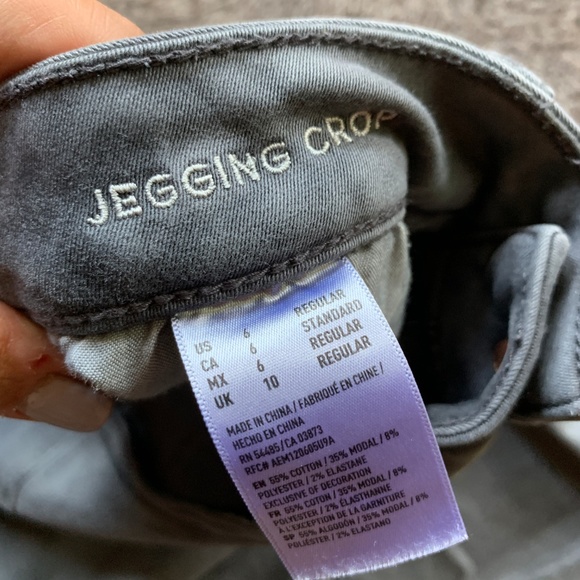 JEGGING CROP
US 6 REGULAR
CA 6 STANDARD
MX 6 REGULAR
UK 10 REGULAR
MADE IN CHINA / FABRIQUÉ EN CHINE /
HECHO EN CHINA
RN 54485 / CA 03873
RFC# AEM12060509A
EN 55% COTTON / 35% MODAL / 8%
POLYESTER / 2% ELASTANE
EXCLUSIVE OF DECORATION
FR 55% COTON / 35% MODAL / 8%
POLYESTER / 2% ÉLASTHANNE
À L'EXCEPTION DE LA GARNITURE
SP 55% ALGODÓN / 35% MODAL / 8%
POLIÉSTER / 2% ELASTANO